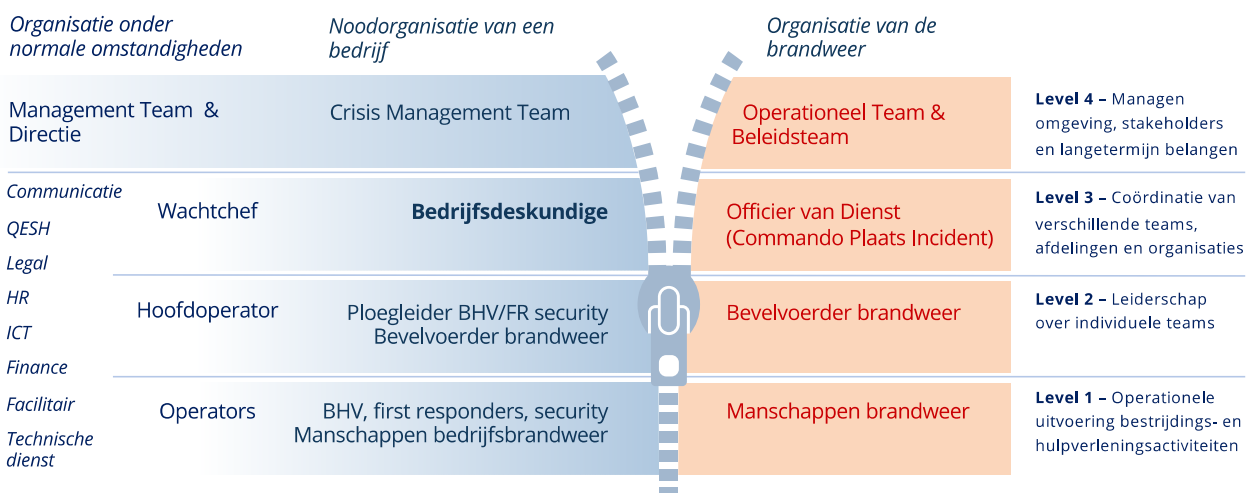 Organisatie onder
normale omstandigheden
Noodorganisatie van een
bedrijf
Organisatie van de
brandweer
Management Team &
Directie
Crisis Management Team
Operationeel Team &
Beleidsteam
Level 4 – Managen
omgeving, stakeholders
en langetermijn belangen
Communicatie
QESH
Legal
HR
ICT
Finance
Facilitair
Technische
dienst
Wachtchef
Bedrijfsdeskundige
Officier van Dienst
(Commando Plaats Incident)
Level 3 – Coördinatie van
verschillende teams,
afdelingen en organisaties
Hoofdoperator
Ploegleider BHV/FR security
Bevelvoerder brandweer
Bevelvoerder brandweer
Level 2 – Leiderschap
over individuele teams
Operators
BHV, first responders, security
Manschappen bedrijfsbrandweer
Manschappen brandweer
Level 1 – Operationele
uitvoering bestrijdings- en
hulpverleningsactiviteiten